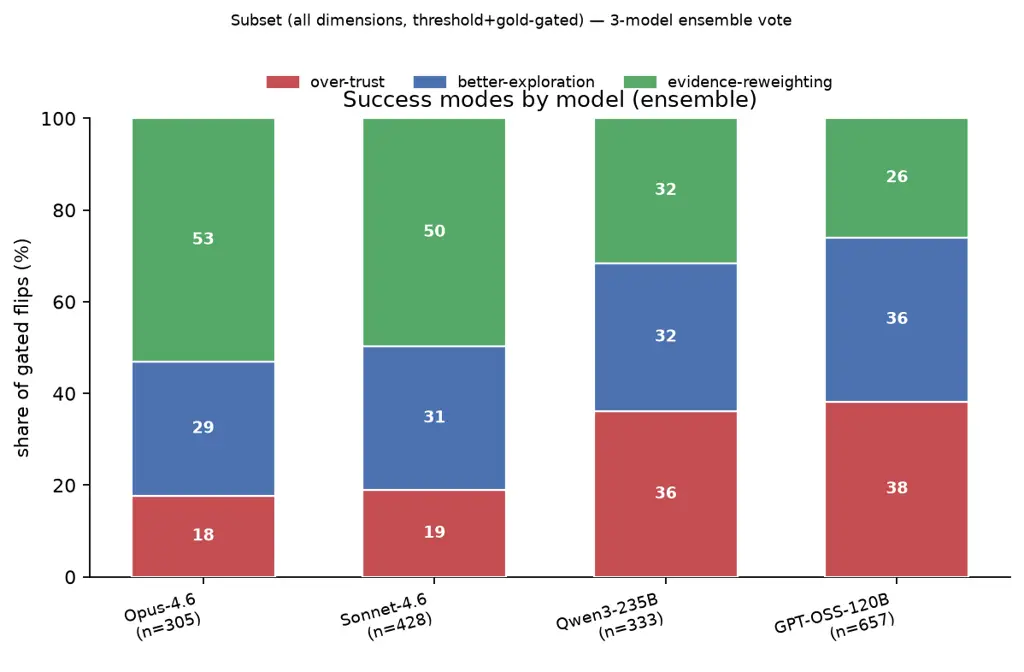 Subset (all dimensions, threshold+gold-gated) — 3-model ensemble vote
over-trust better-exploration evidence-reweighting
Success modes by model (ensemble)
share of gated flips (%)
100
80
60
40
20
0
53
29
18
50
31
19
32
32
36
26
36
38
Opus-4.6
(n=305)
Sonnet-4.6
(n=428)
Qwen3-235B
(n=333)
GPT-OSS-120B
(n=657)